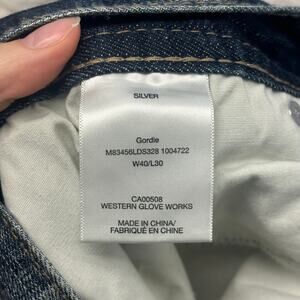 SILVER
Gordie
M83456LDS328 1004722
W40/L30
CA00508
WESTERN GLOVE WORKS
MADE IN CHINA/
FABRIQUÉ EN CHINE